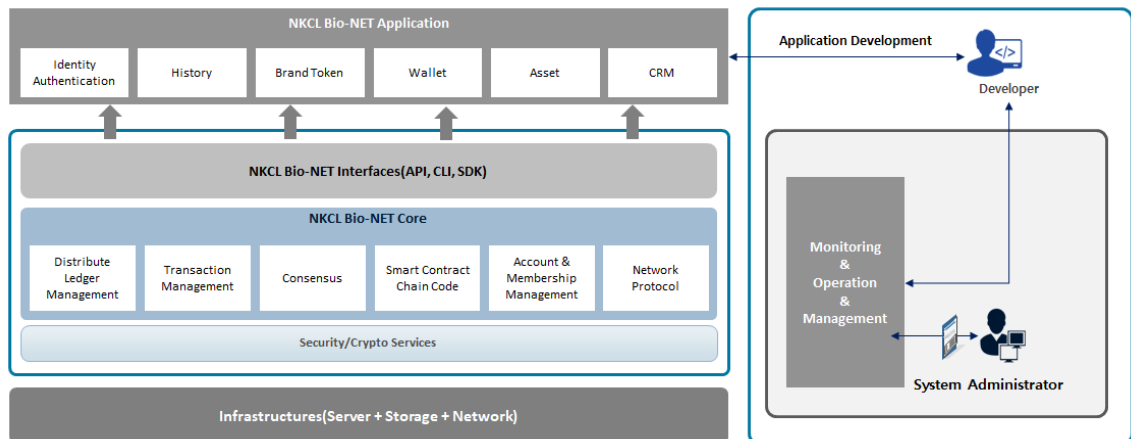 NKCL Bio-NET Application
Identity
Authentication
History
Brand Token
Wallet
Asset
CRM
NKCL Bio-NET Interfaces(API, CLI, SDK)
NKCL Bio-NET Core
Distribute
Ledger
Management
Transaction
Management
Consensus
Smart Contract
Chain Code
Account &
Membership
Management
Network
Protocol
Security/Crypto Services
Infrastructures(Server + Storage + Network)
Application Development
</>
Developer
Monitoring
&
Operation
&
Management
System Administrator